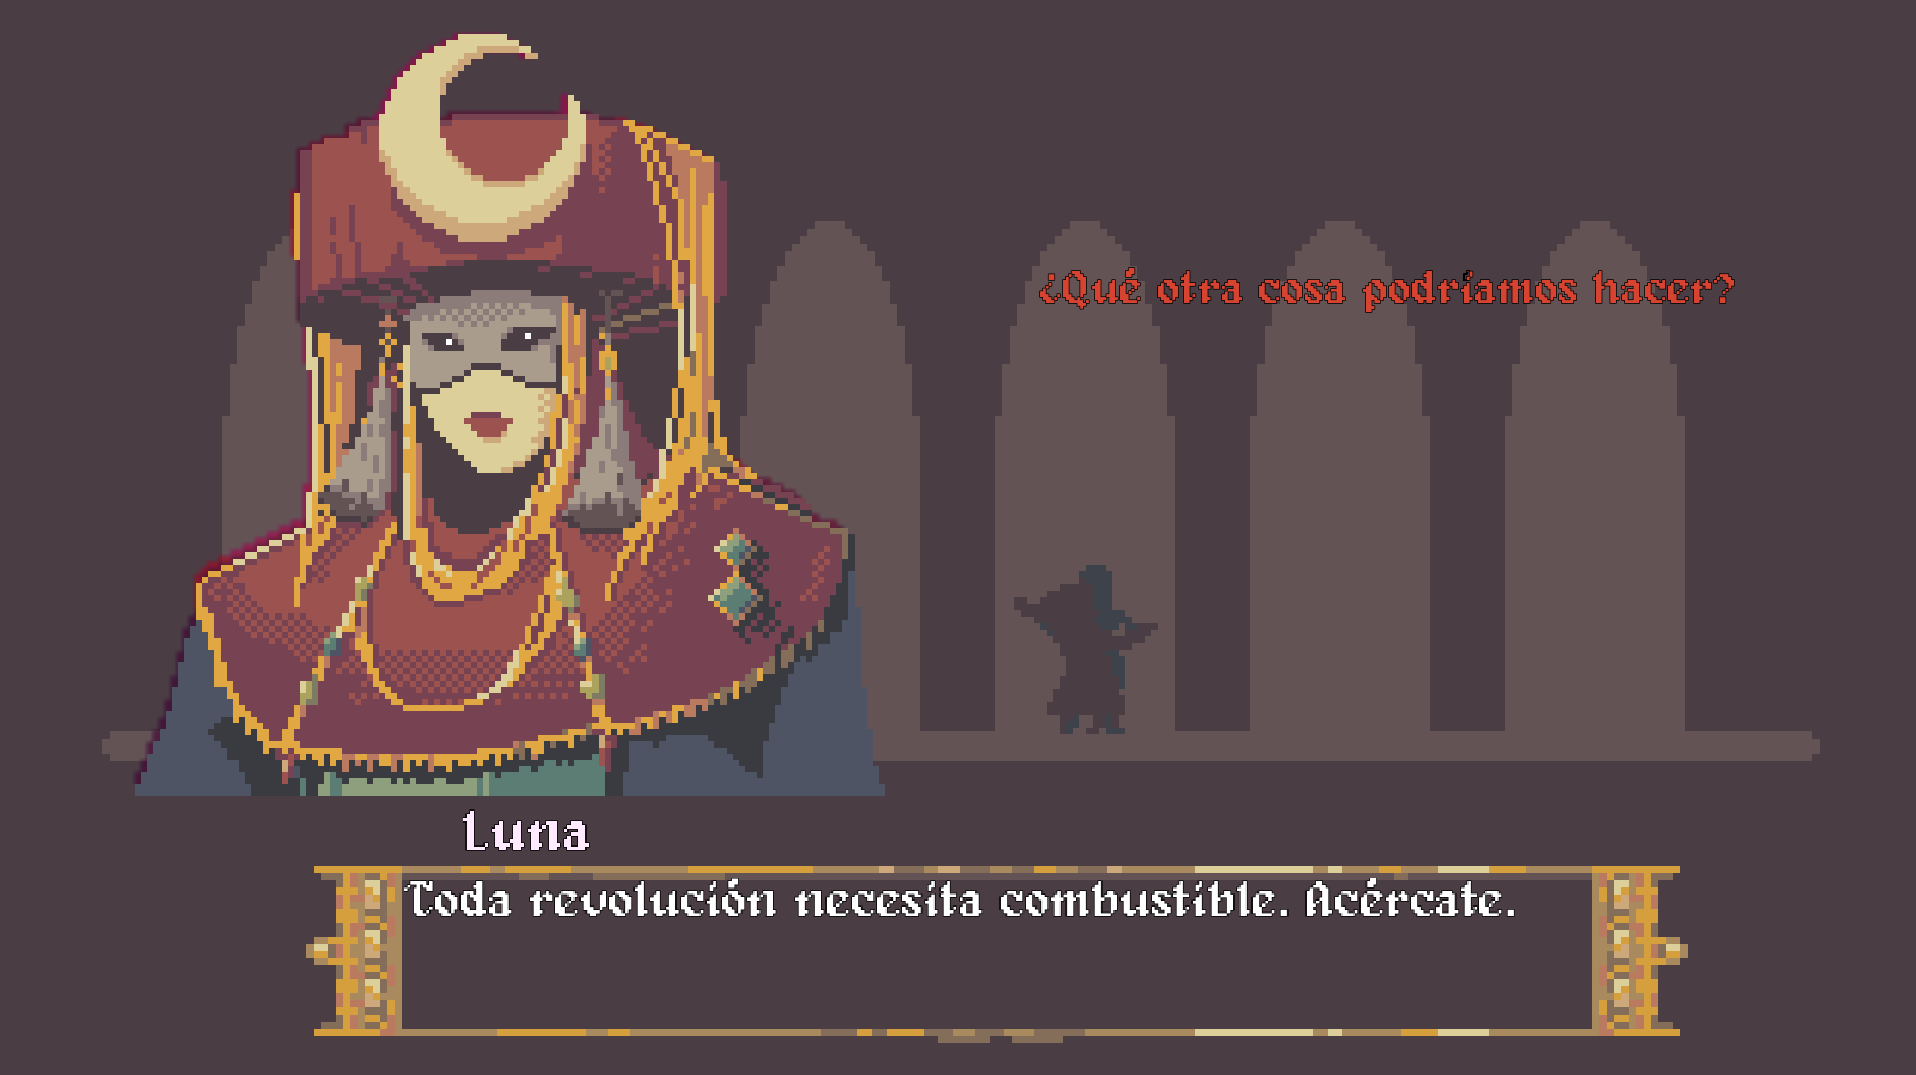 ¿Qué otra cosa podríamos hacer?
Luna
Toda revolución necesita combustible. Acércate.